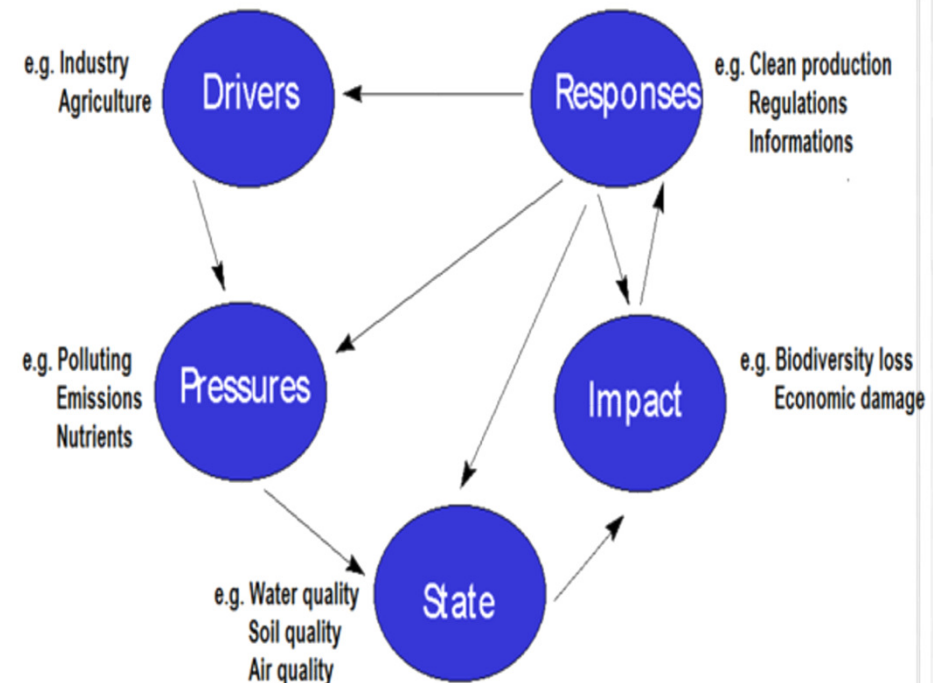 e.g. Industry
Agriculture
Drivers
Responses
e.g. Clean production
Regulations
Informations
e.g. Polluting
Emissions
Nutrients
Pressures
Impact
e.g. Biodiversity loss
Economic damage
e.g. Water quality
Soil quality
Air quality
State